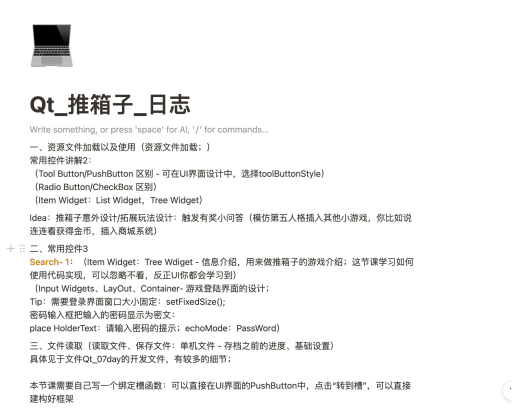 Qt_推箱子_日志
Write something, or press 'space' for AI, '/' for commands...
一、资源文件加载以及使用（资源文件加载；）
常用控件讲解2：
（Tool Button/PushButton 区别 - 可在UI界面设计中，选择toolButtonStyle）
（Radio Button/CheckBox 区别）
（Item Widget：List Widget，Tree Widget）
Idea：推箱子意外设计/拓展玩法设计：触发有奖小问答（模仿第五人格插入其他小游戏，你比如说
连连看获得金币，插入商城系统）
二、常用控件3
Search- 1：（Item Widget：Tree Wdiget - 信息介绍，用来做推箱子的游戏介绍；这节课学习如何
使用代码实现，可以忽略不看，反正UI你都会学习到）
（Input Widgets、LayOut、Container- 游戏登陆界面的设计；
Tip：需要登录界面窗口大小固定：setFixedSize();
密码输入框把输入的密码显示为密文：
place HolderText：请输入密码的提示；echoMode：PassWord）
三、文件读取（读取文件、保存文件：单机文件 - 存档之前的进度、基础设置）
具体见于文件Qt_07day的开发文件，有较多的细节；
本节课需要自己写一个绑定槽函数：可以直接在UI界面的PushButton中，点击“转到槽”，可以直接
建构好框架